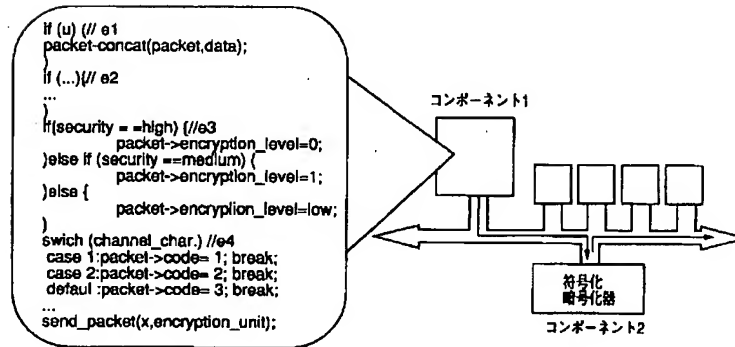 if (u) {// e1
packet-concat(packet,data);
}
if (...){// e2
...
}
if(security = =high) {//e3
packet->encryption_level=0;
}else if (security ==medium) {
packet->encryption_level=1;
}else {
packet->encryption_level=low;
}
swich (channel_char.) //e4
case 1:packet->code= 1; break;
case 2:packet->code= 2; break;
defaul :packet->code= 3; break;
...
send_packet(x,encryption_unit);
コンポーネント1
符号化
暗号化器
コンポーネント2